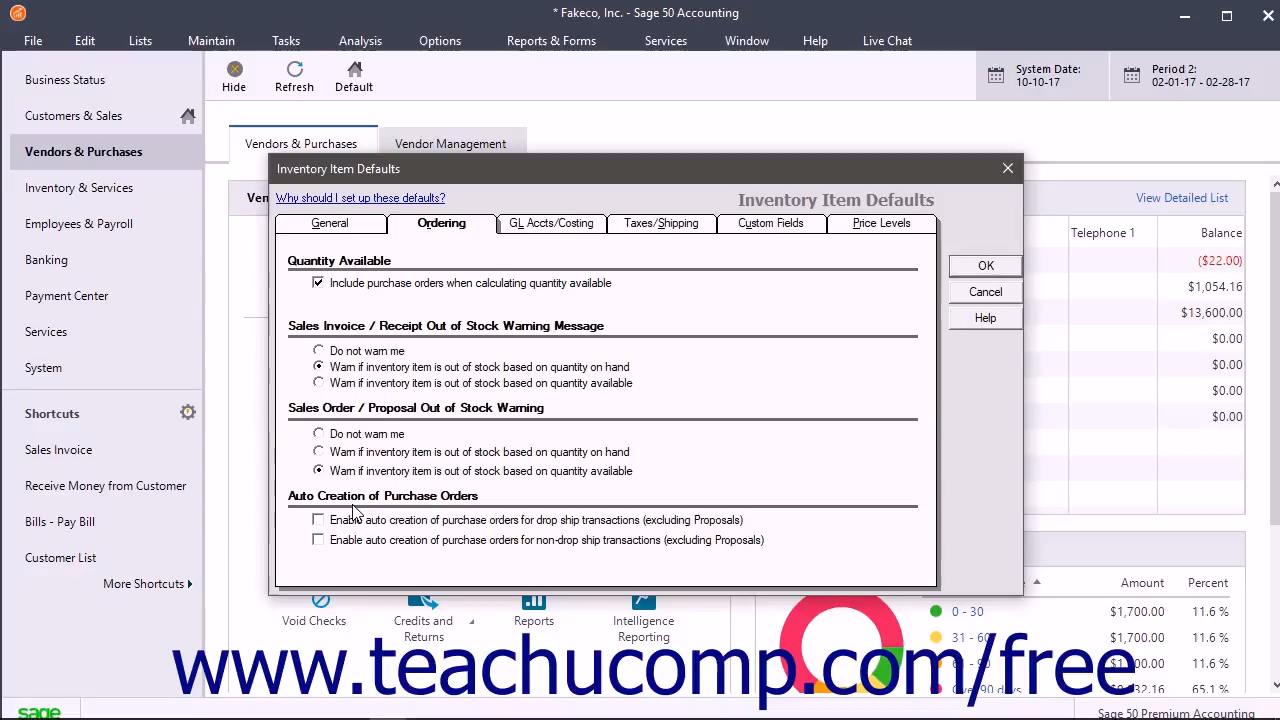 * Fakeco, Inc. - Sage 50 Accounting
File Edit Lists Maintain Tasks Analysis Options Reports & Forms Services Window Help Live Chat
Business Status
Customers & Sales
Vendors & Purchases
Inventory & Services
Employees & Payroll
Banking
Payment Center
Services
System
Shortcuts
Sales Invoice
Receive Money from Customer
Bills - Pay Bill
Customer List
More Shortcuts
sage
Hide Refresh Default
System Date:
10-10-17
Period 2:
02-01-17 - 02-28-17
Vendors & Purchases Vendor Management
Ven
View Detailed List
Telephone 1 Balance
($22.00)
$1,054.16
$13,600.00
$0.00
$0.00
$0.00
$0.00
Inventory Item Defaults
Why should I set up these defaults?
Inventory Item Defaults
General Ordering GL Accts/Costing Taxes/Shipping Custom Fields Price Levels
OK
Cancel
Help
Quantity Available
Include purchase orders when calculating quantity available
Sales Invoice / Receipt Out of Stock Warning Message
Do not warn me
Warn if inventory item is out of stock based on quantity on hand
Warn if inventory item is out of stock based on quantity available
Sales Order / Proposal Out of Stock Warning
Do not warn me
Warn if inventory item is out of stock based on quantity on hand
Warn if inventory item is out of stock based on quantity available
Auto Creation of Purchase Orders
Enable auto creation of purchase orders for drop ship transactions (excluding Proposals)
Enable auto creation of purchase orders for non-drop ship transactions (excluding Proposals)
Void Checks
Credits and
Returns
Reports
Intelligence
Reporting
Amount Percent
0 - 30 $1,700.00 11.6 %
31 - 60 $1,700.00 11.6 %
$1,700.00 11.6 %
Over 90 days 65.1 %
www.teachucomp.com/free
Sage 50 Premium Accounting